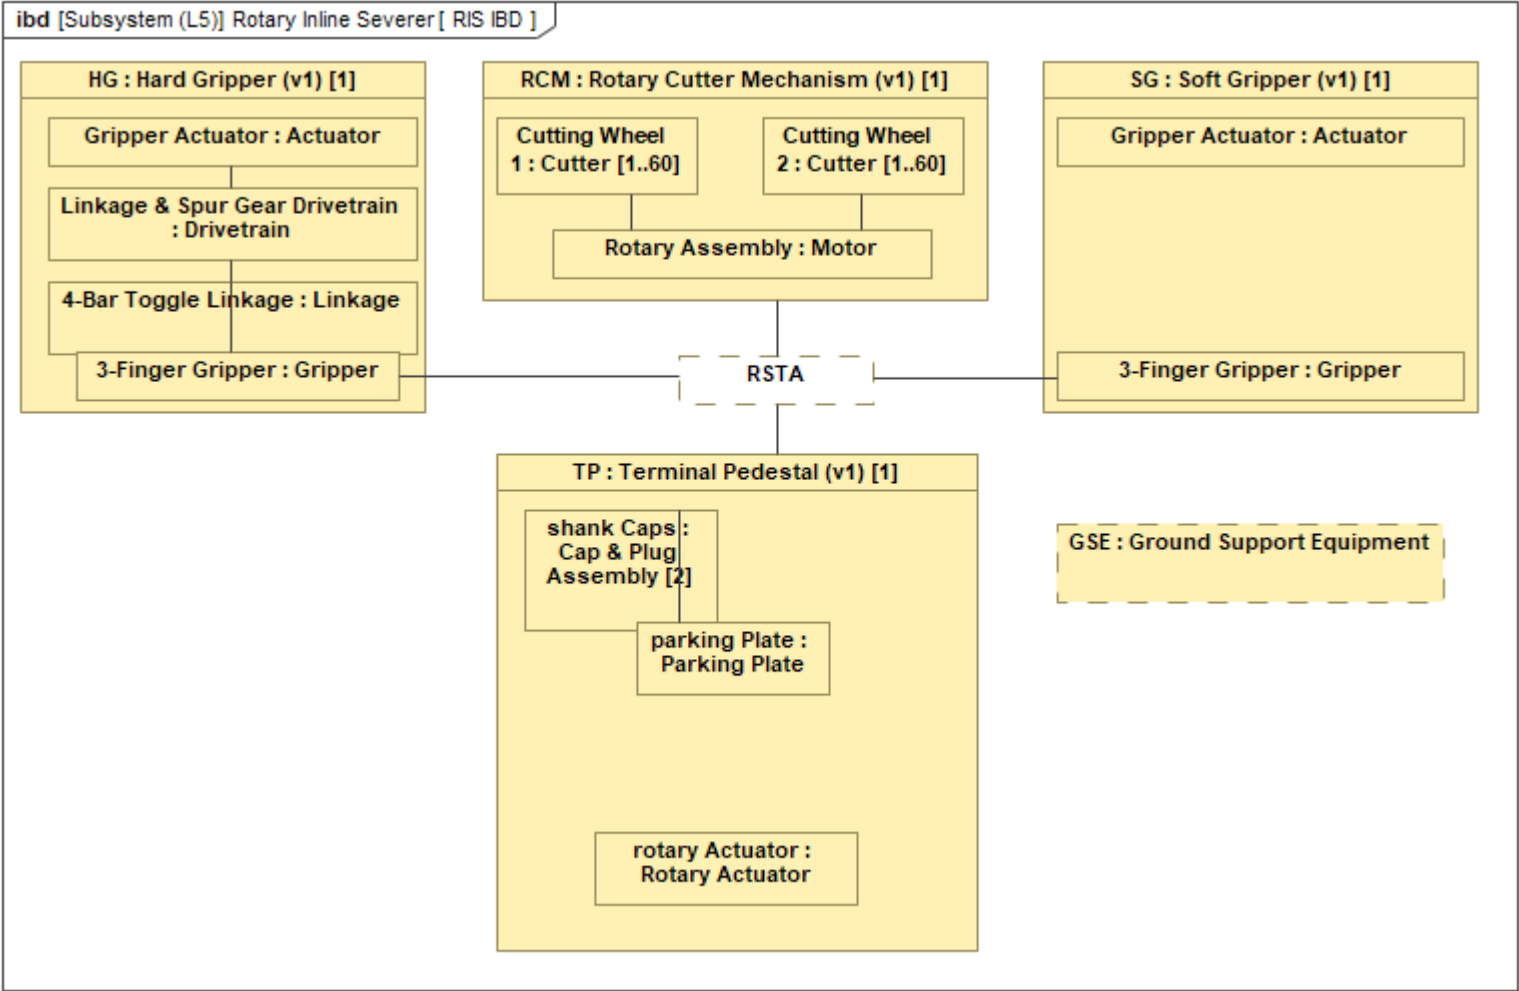 ibd [Subsystem (L5)] Rotary Inline Severer [ RIS IBD ]
HG : Hard Gripper (v1) [1]
Gripper Actuator : Actuator
Linkage & Spur Gear Drivetrain
: Drivetrain
4-Bar Toggle Linkage : Linkage
3-Finger Gripper : Gripper
RCM : Rotary Cutter Mechanism (v1) [1]
Cutting Wheel
1 : Cutter [1..60]
Cutting Wheel
2 : Cutter [1..60]
Rotary Assembly : Motor
SG : Soft Gripper (v1) [1]
Gripper Actuator : Actuator
3-Finger Gripper : Gripper
RSTA
TP : Terminal Pedestal (v1) [1]
shank Caps :
Cap & Plug
Assembly [2]
parking Plate :
Parking Plate
rotary Actuator :
Rotary Actuator
GSE : Ground Support Equipment